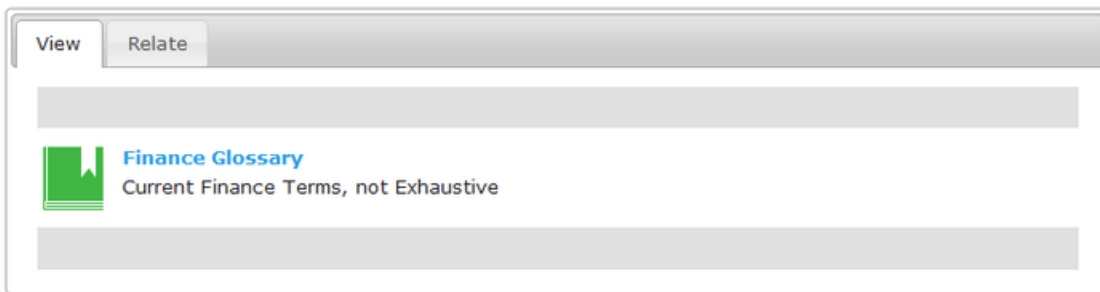 View
Relate
Finance Glossary
Current Finance Terms, not Exhaustive